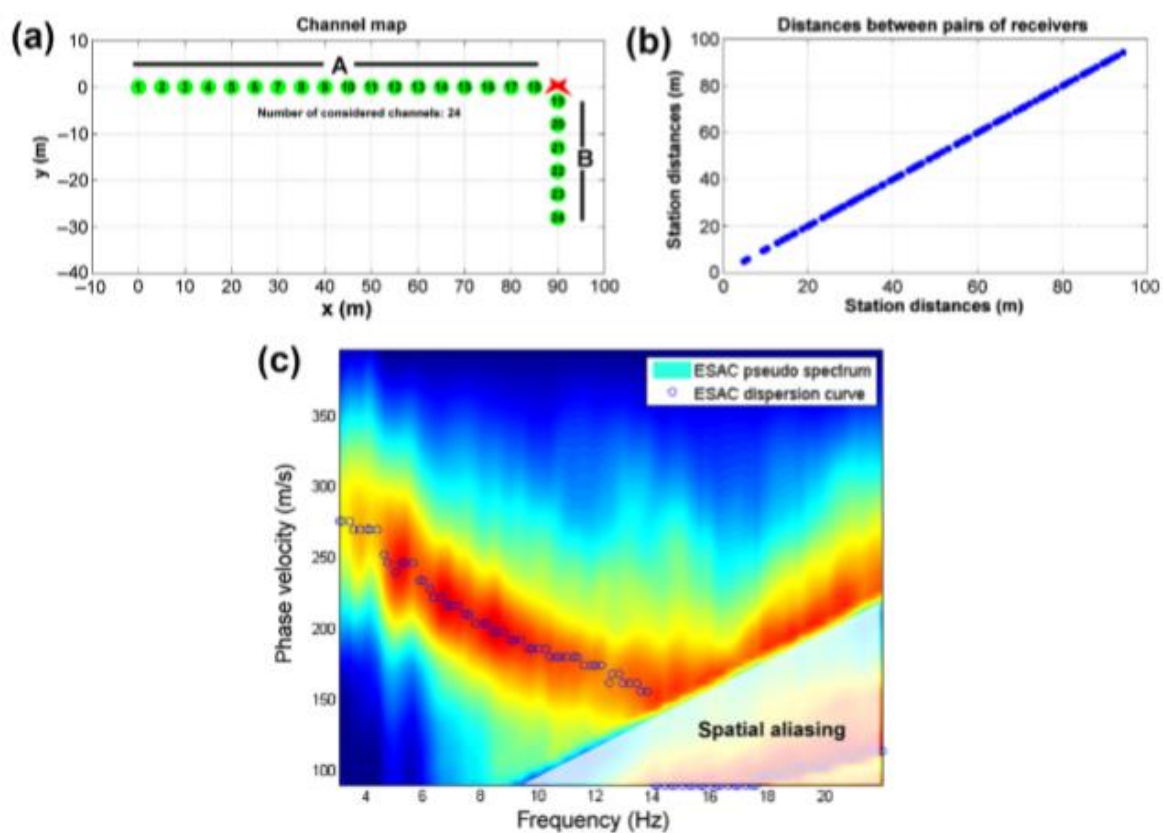 (a)
Channel map
10
0
–10
–20
–30
–40
y (m)
A
1 2 3 4 5 6 7 8 9 10 11 12 13 14 15 16 17 18
Number of considered channels: 24
19
20
21
22
23
24
B
–10 0 10 20 30 40 50 60 70 80 90 100
x (m)
(b)
Distances between pairs of receivers
100
80
60
40
20
0
Station distances (m)
0 20 40 60 80 100
Station distances (m)
(c)
ESAC pseudo spectrum
ESAC dispersion curve
350
300
250
200
150
100
Phase velocity (m/s)
Spatial aliasing
4 6 8 10 12 14 16 18 20
Frequency (Hz)